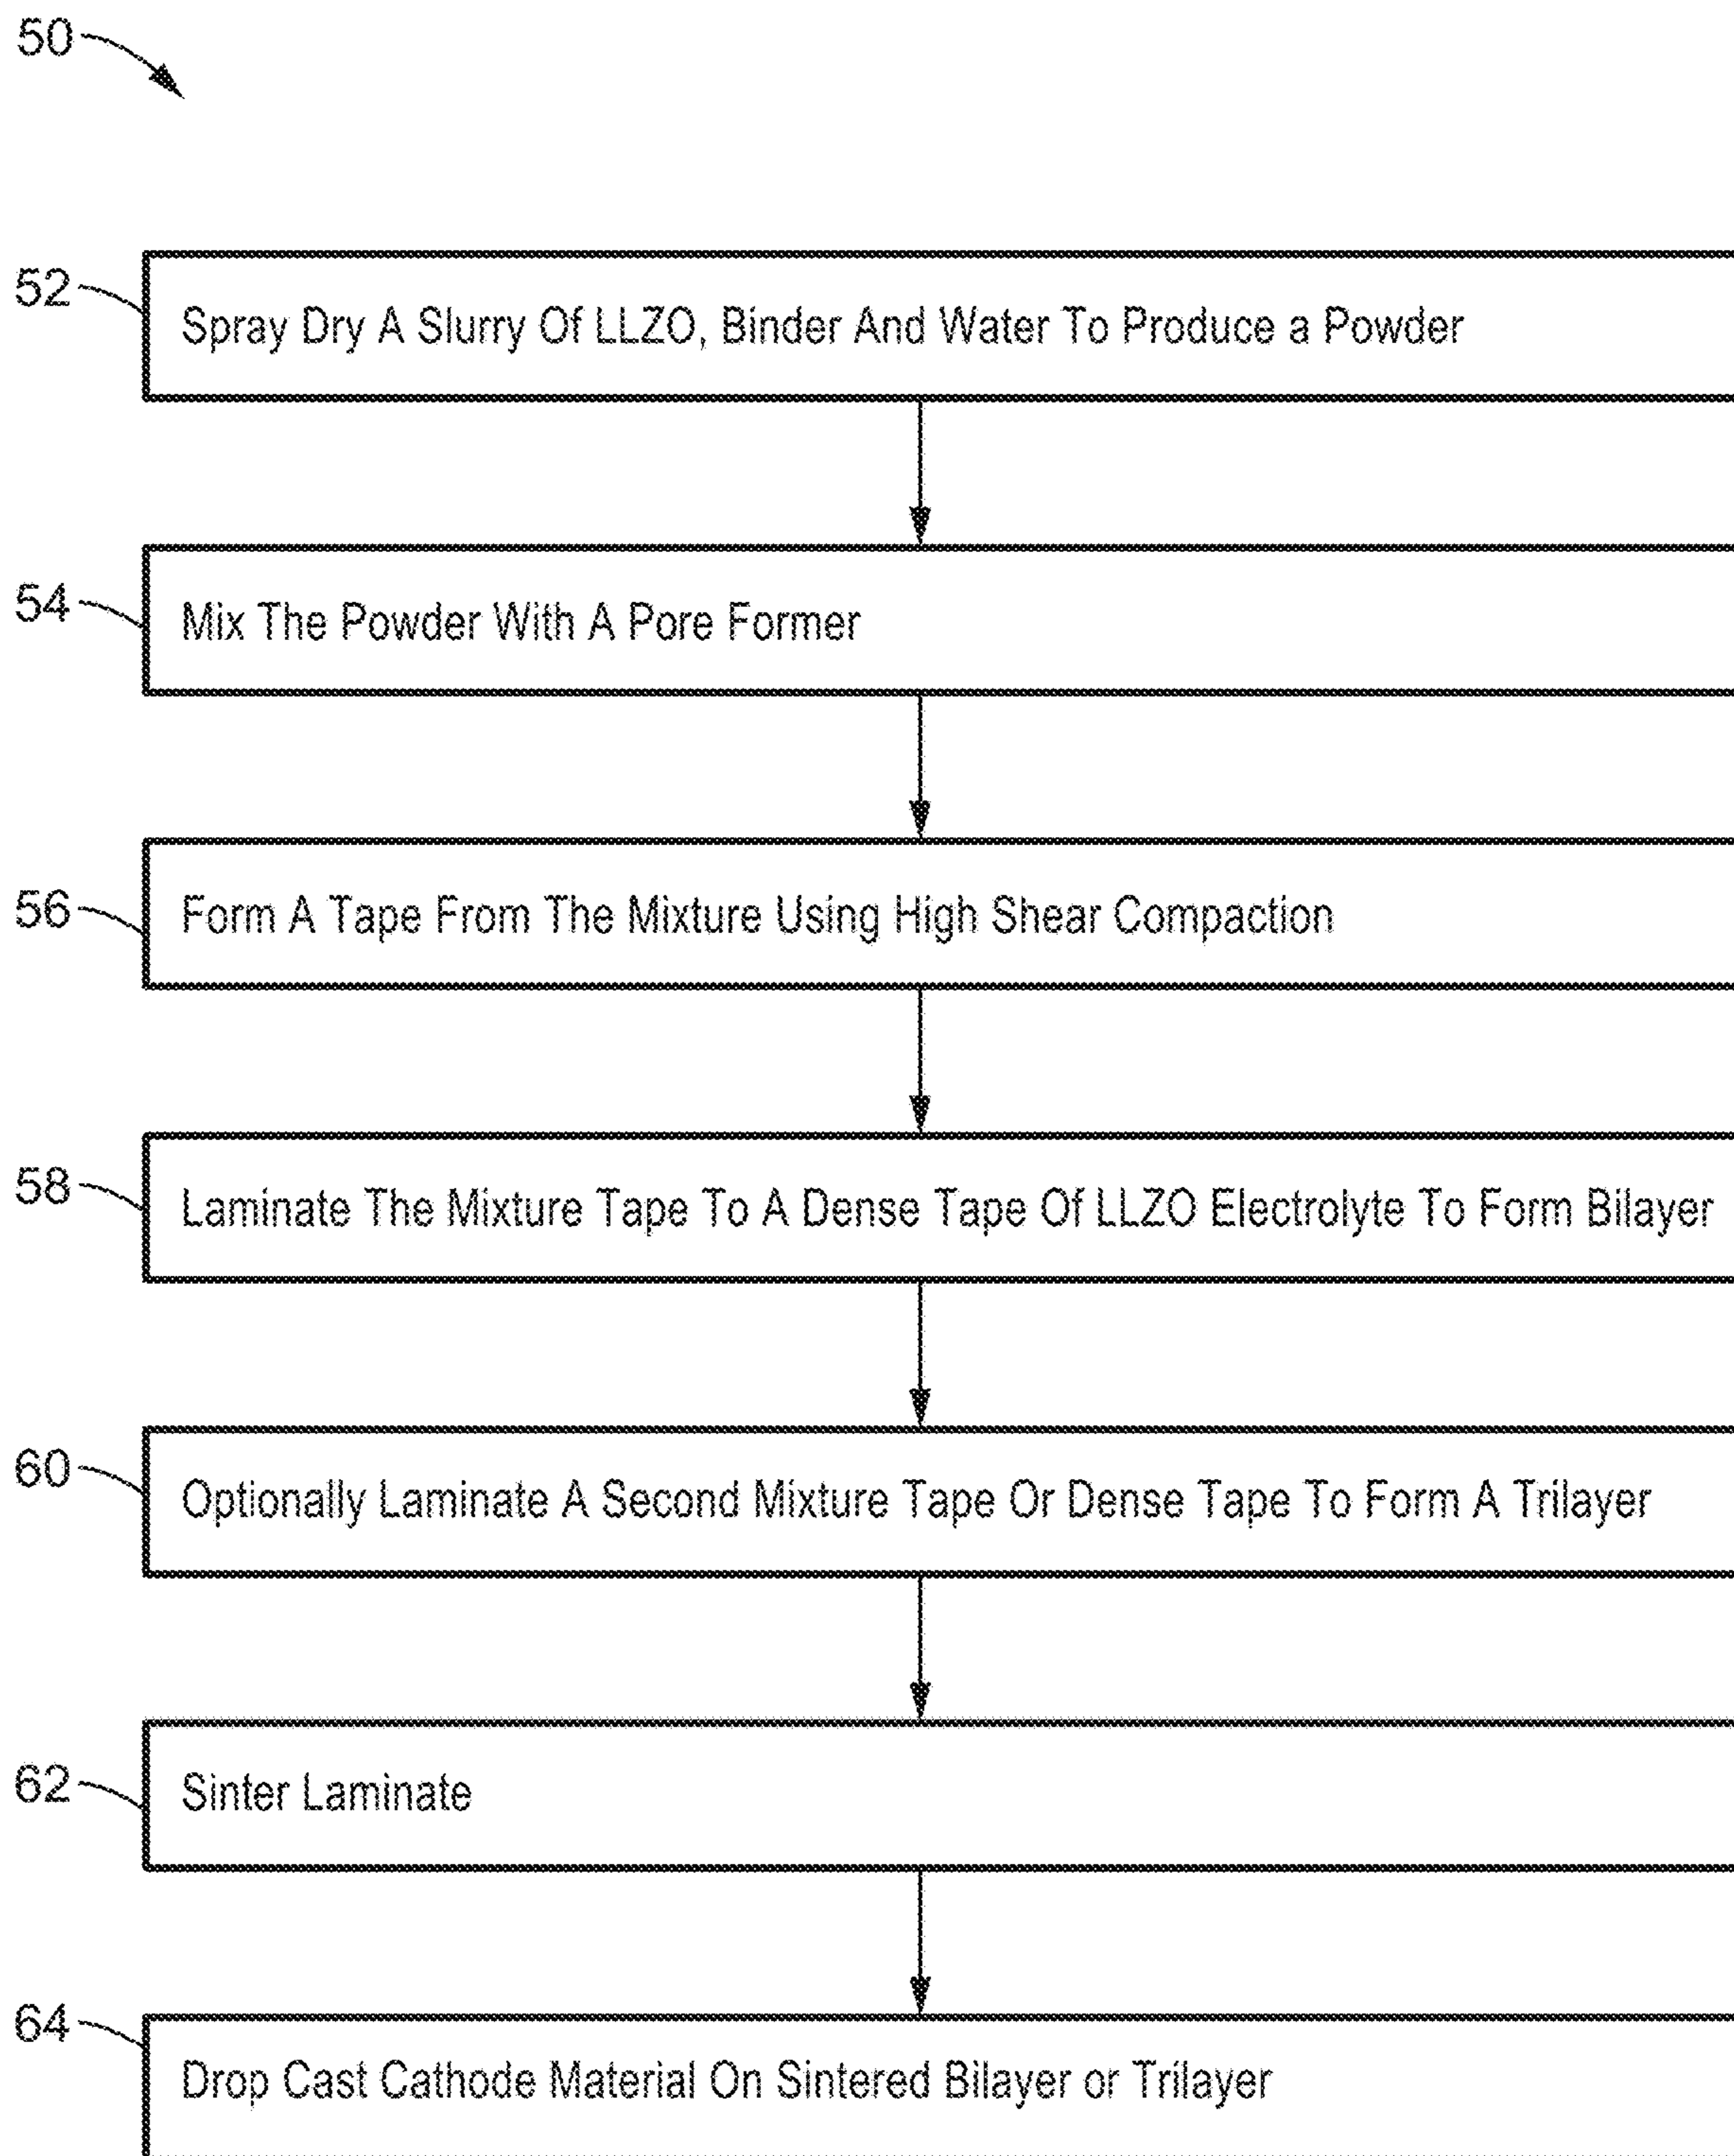 50
52
Spray Dry A Slurry Of LLZO, Binder And Water To Produce a Powder
54
Mix The Powder With A Pore Former
56
Form A Tape From The Mixture Using High Shear Compaction
58
Laminate The Mixture Tape To A Dense Tape Of LLZO Electrolyte To Form Bilayer
60
Optionally Laminate A Second Mixture Tape Or Dense Tape To Form A Trilayer
62
Sinter Laminate
64
Drop Cast Cathode Material On Sintered Bilayer or Trilayer